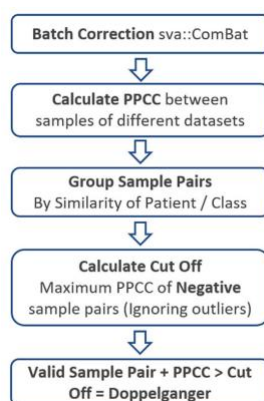 Batch Correction sva::ComBat
Calculate PPCC between
samples of different datasets
Group Sample Pairs
By Similarity of Patient / Class
Calculate Cut Off
Maximum PPCC of Negative
sample pairs (Ignoring outliers)
Valid Sample Pair + PPCC > Cut
Off = Doppelganger